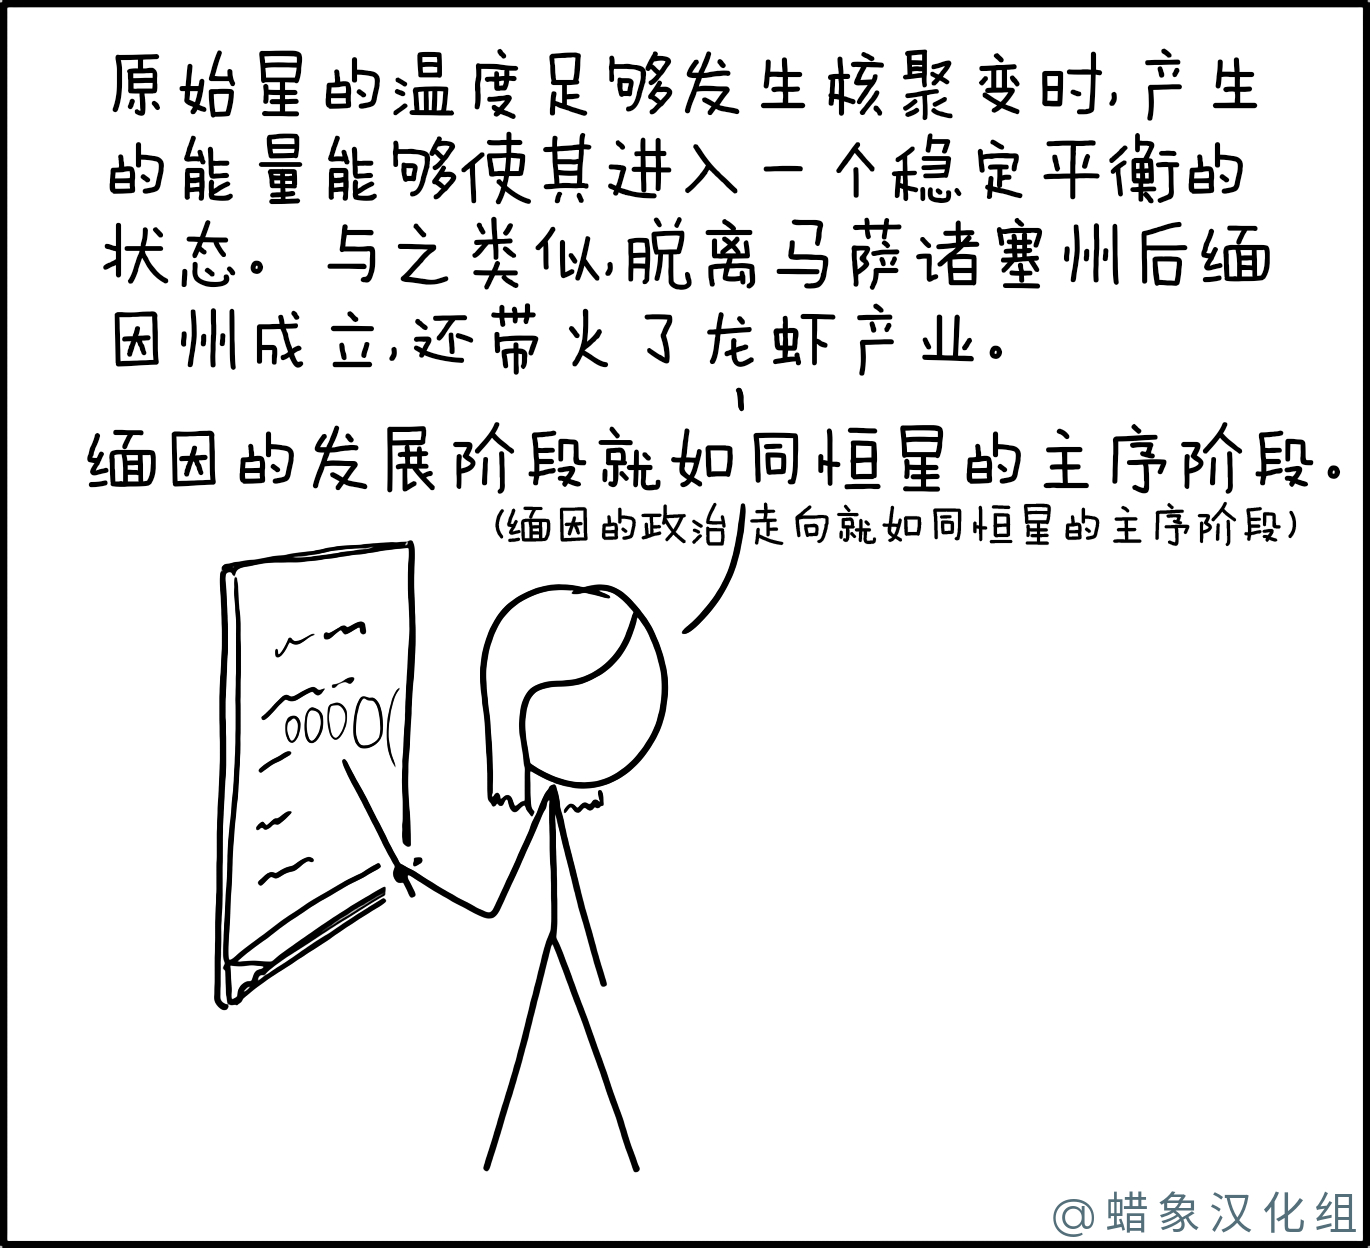 原始星的温度足够发生核聚变时,产生
的能量能够使其进入一个稳定平衡的
状态。与之类似,脱离马萨诸塞州后缅
因州成立,还带火了龙虾产业。
缅因的发展阶段就如同恒星的主序阶段。
(缅因的政治走向就如同恒星的主序阶段)
@蜡象汉化组